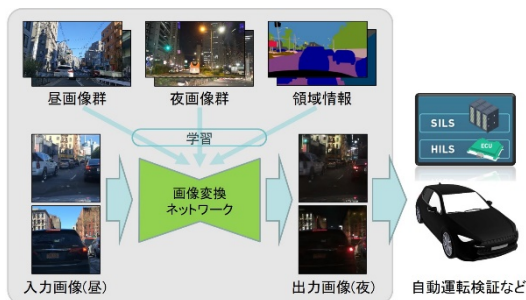 昼画像群
夜画像群
領域情報
学習
SILS
HILS
ECU
画像変換
ネットワーク
入力画像(昼)
出力画像(夜)
自動運転検証など